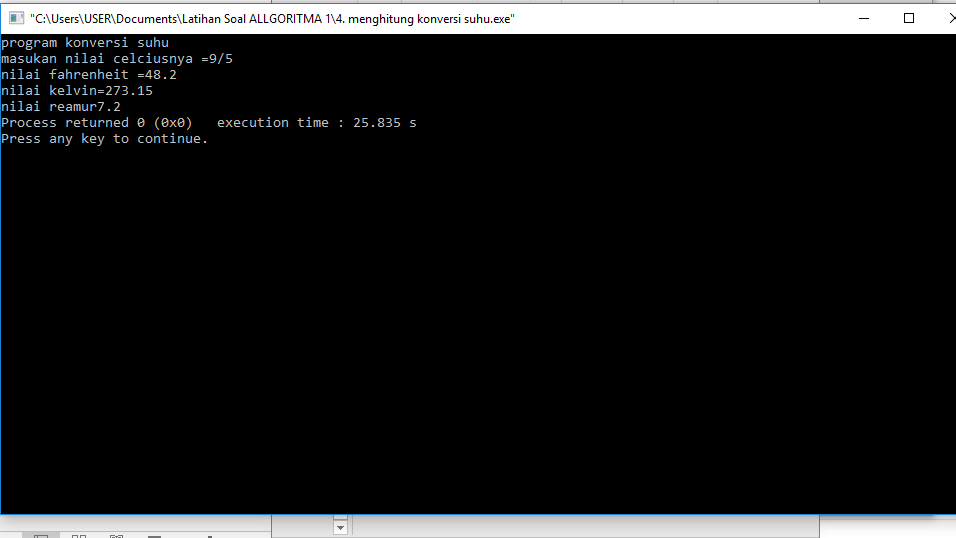 "C:\Users\USER\Documents\Latihan Soal ALLGORITMA 1\4. menghitung konversi suhu.exe"
program konversi suhu
masukan nilai celciusnya =9/5
nilai fahrenheit =48.2
nilai kelvin=273.15
nilai reamur7.2
Process returned 0 (0x0)   execution time : 25.835 s
Press any key to continue.